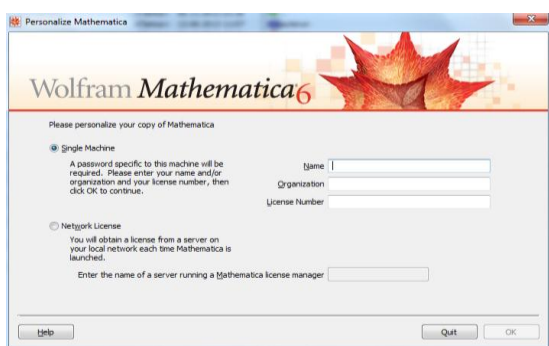 Personalize Mathematica
Wolfram Mathematica 6
Please personalize your copy of Mathematica
Single Machine
A password specific to this machine will be
required. Please enter your name and/or
organization and your license number, then
click OK to continue.
Name
Organization
License Number
Network License
You will obtain a license from a server on
your local network each time Mathematica is
launched.
Enter the name of a server running a Mathematica license manager
Help
Quit
OK